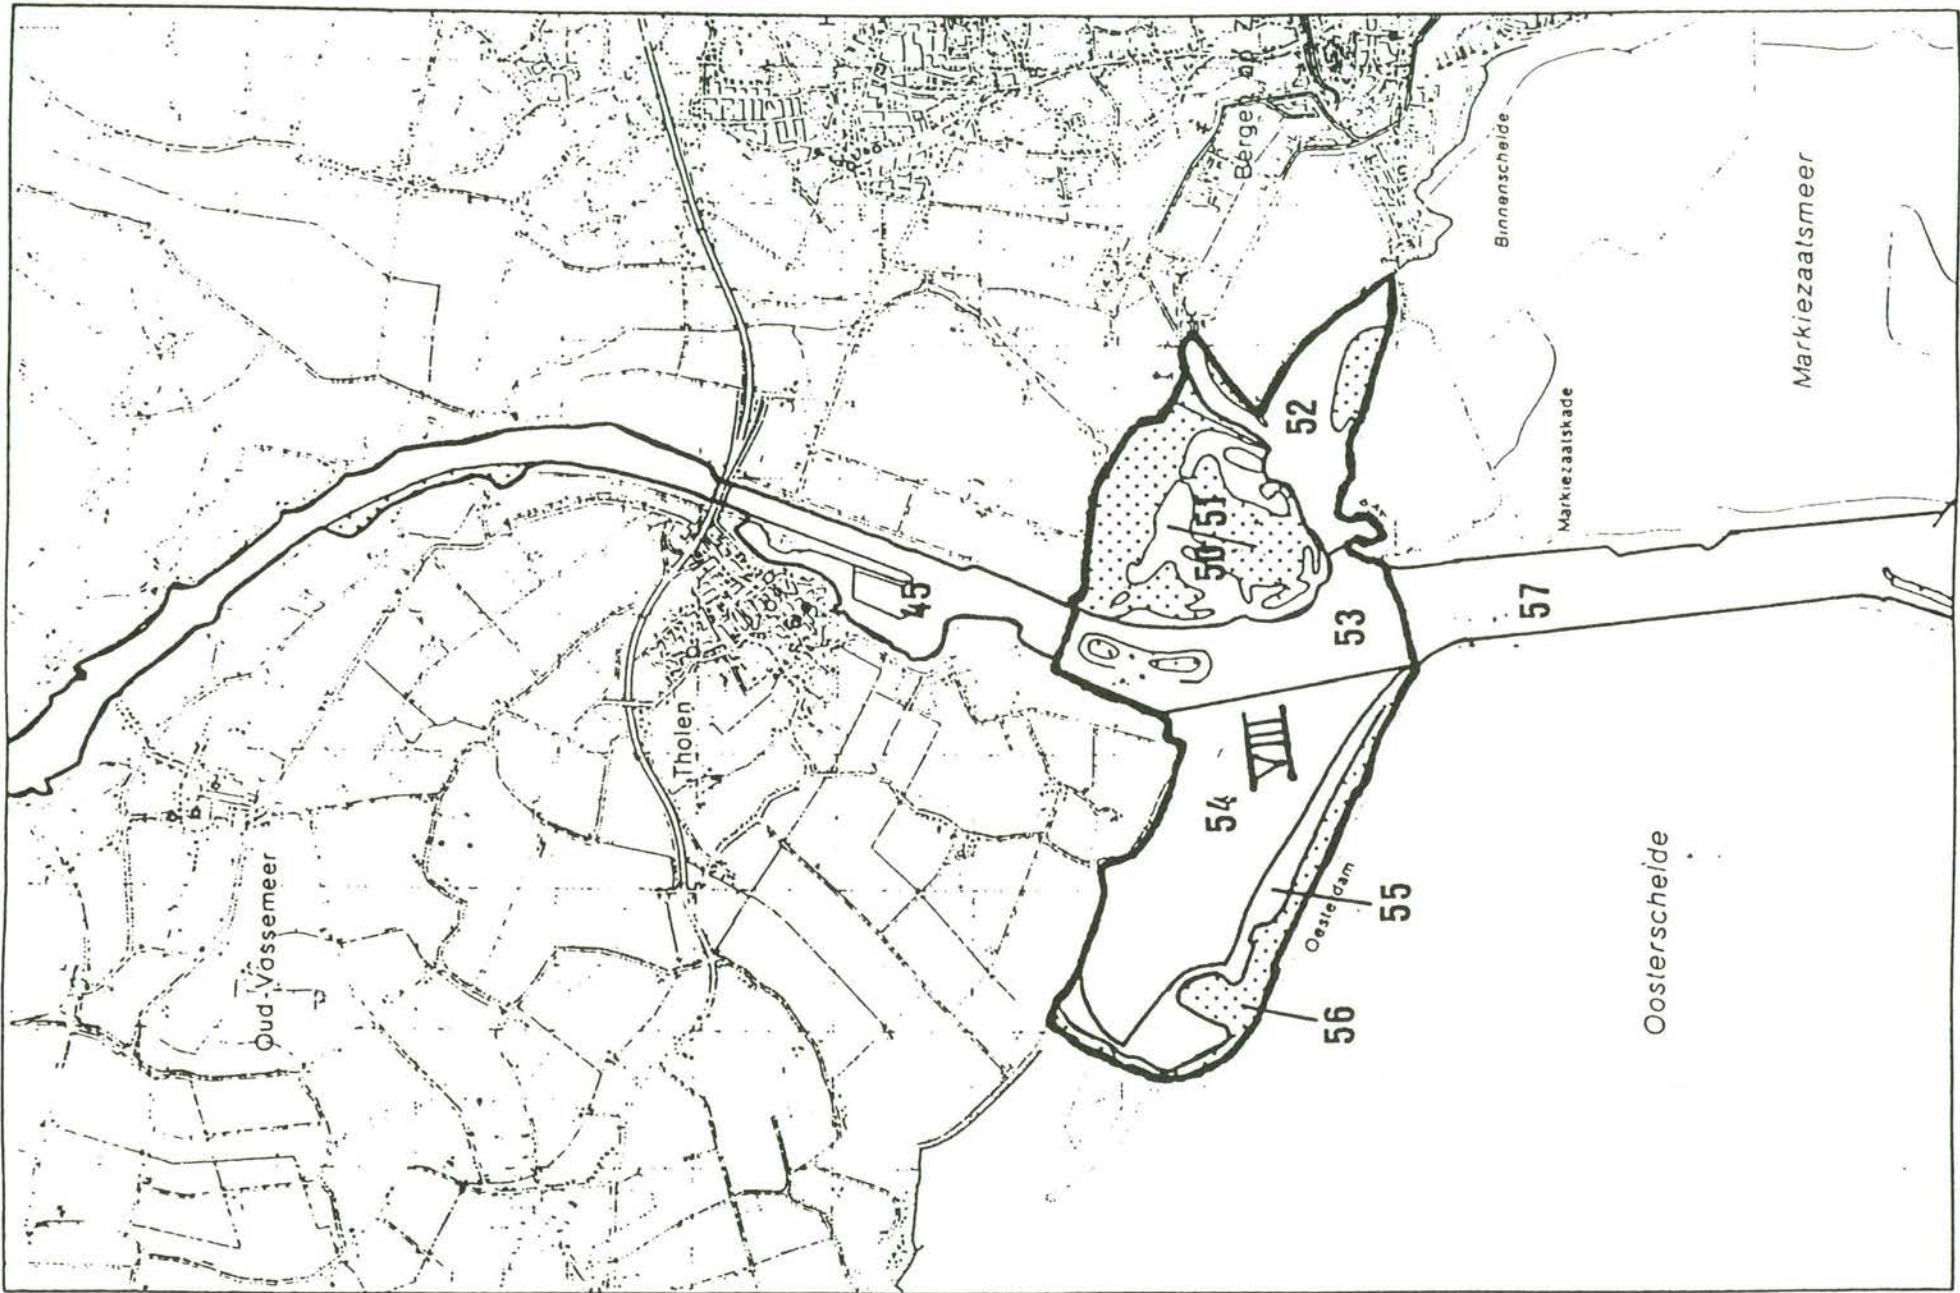 Bergen op Z
Binnenschelde
Markiezaatsmeer
Markiezaatskade
Tholen
Oud-Vossemeer
Oesterdam
Oosterschelde
45
50
51
52
53
54
55
56
57
VIII